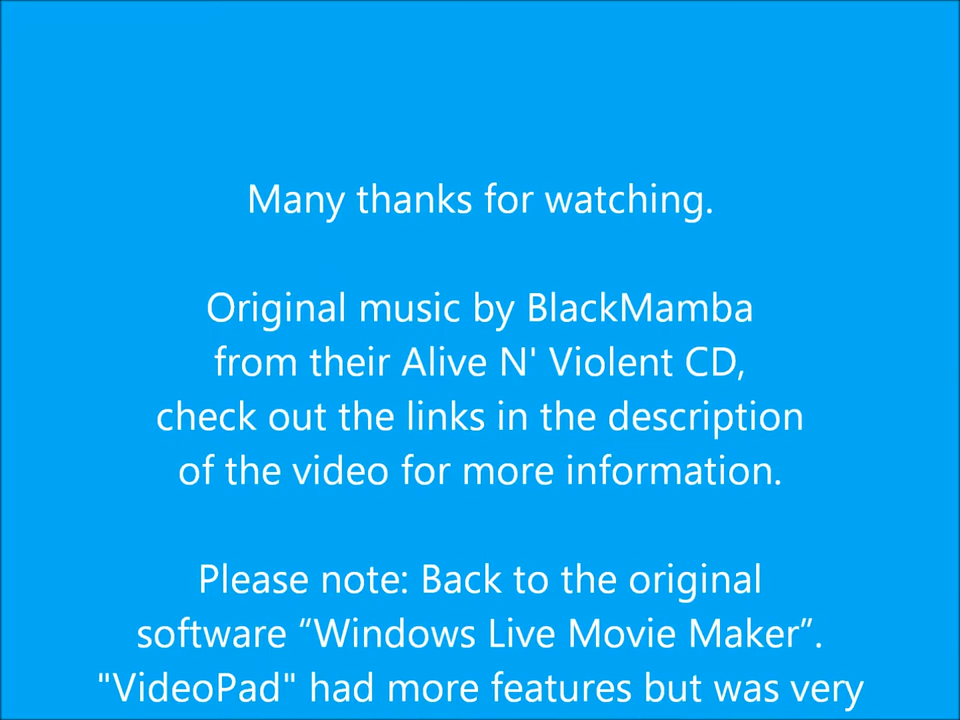 Many thanks for watching.
Original music by BlackMamba
from their Alive N' Violent CD,
check out the links in the description
of the video for more information.
Please note: Back to the original
software “Windows Live Movie Maker”.
"VideoPad" had more features but was very